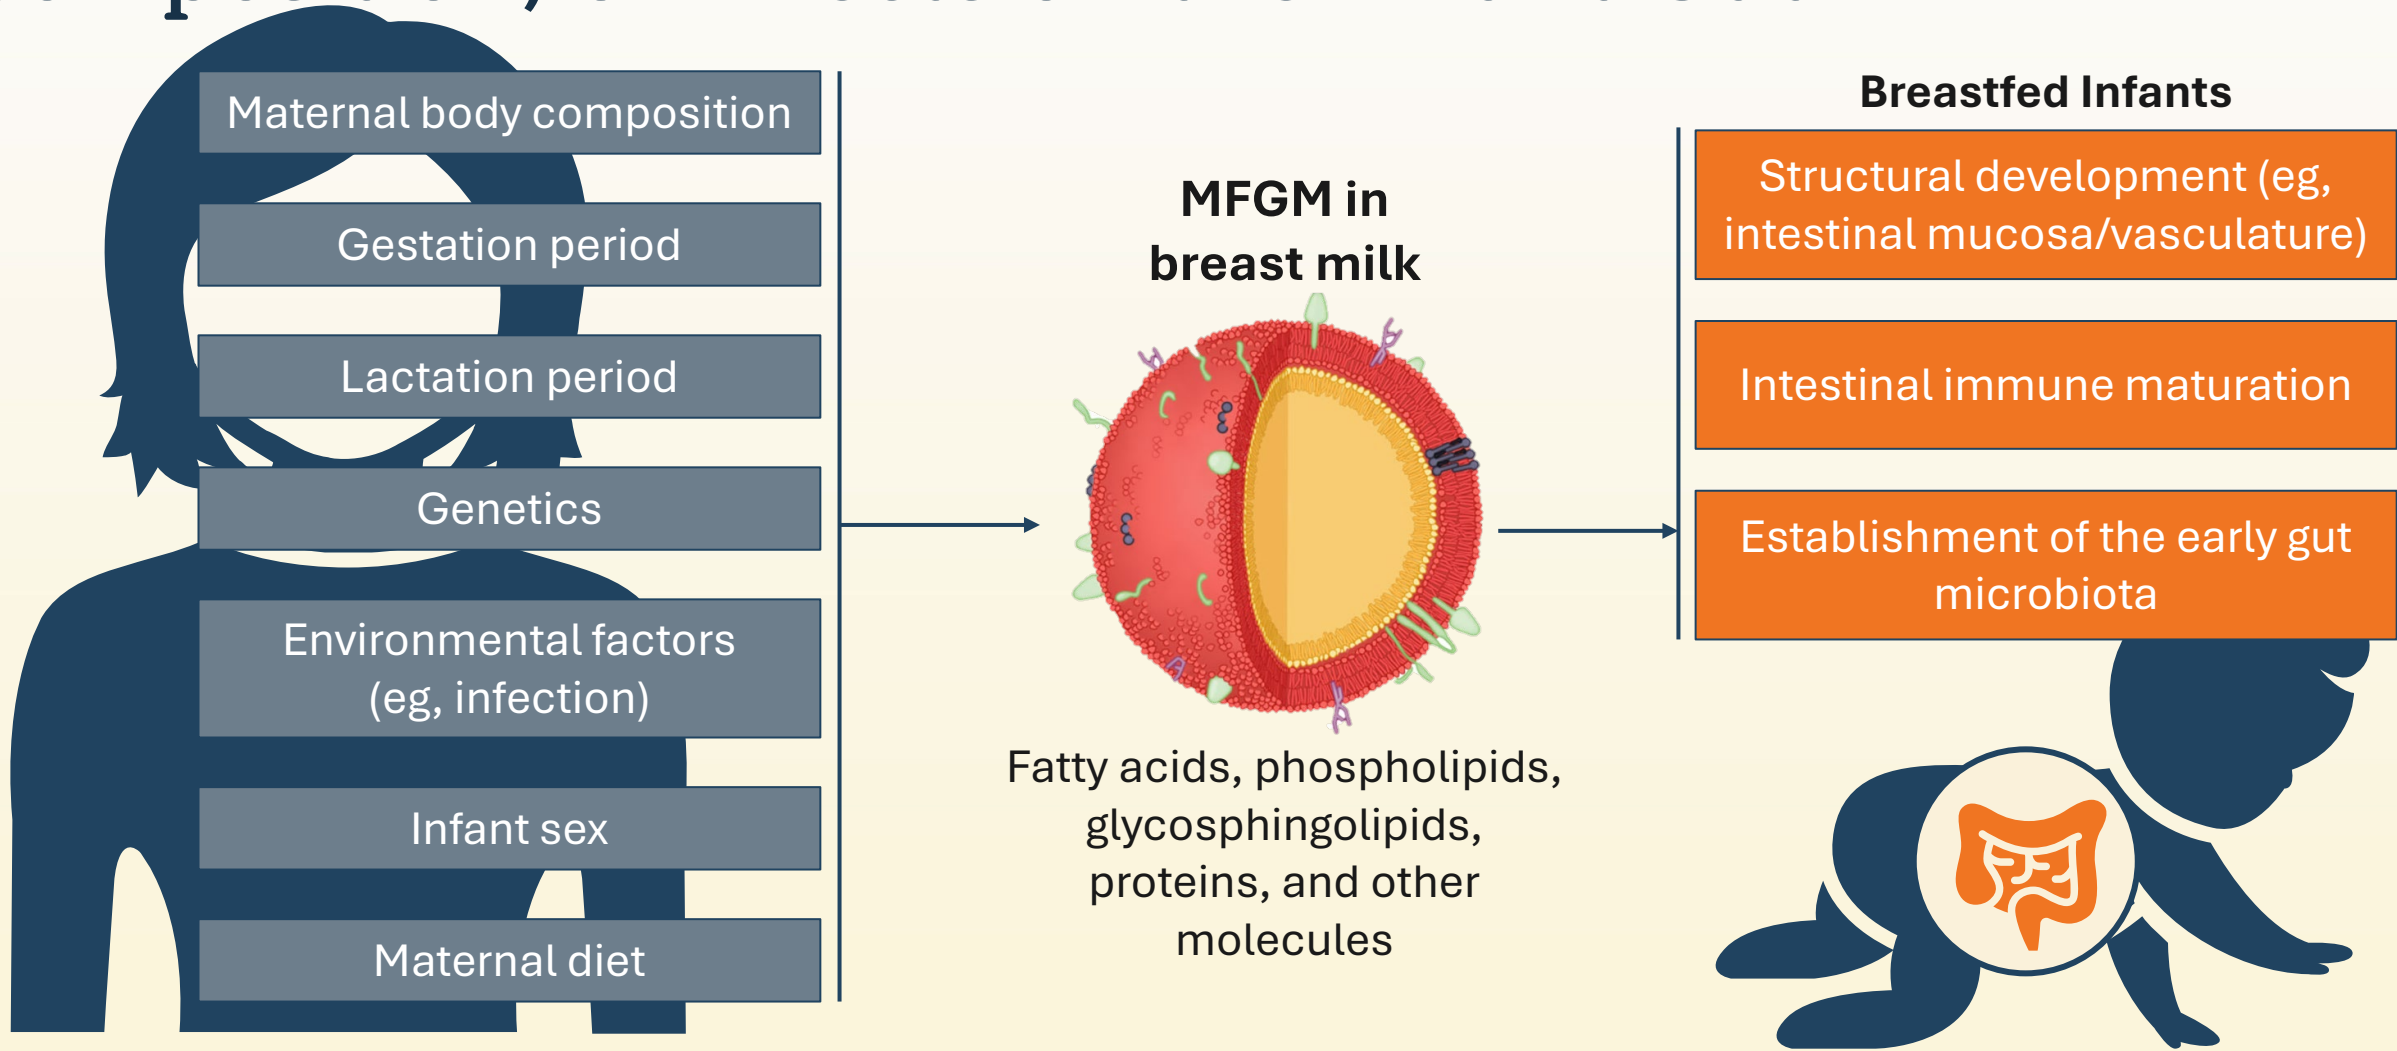 Maternal body composition
Gestation period
Lactation period
Genetics
Environmental factors
(eg, infection)
Infant sex
Maternal diet
MFGM in
breast milk
Fatty acids, phospholipids,
glycosphingolipids,
proteins, and other
molecules
Breastfed Infants
Structural development (eg,
intestinal mucosa/vasculature)
Intestinal immune maturation
Establishment of the early gut
microbiota